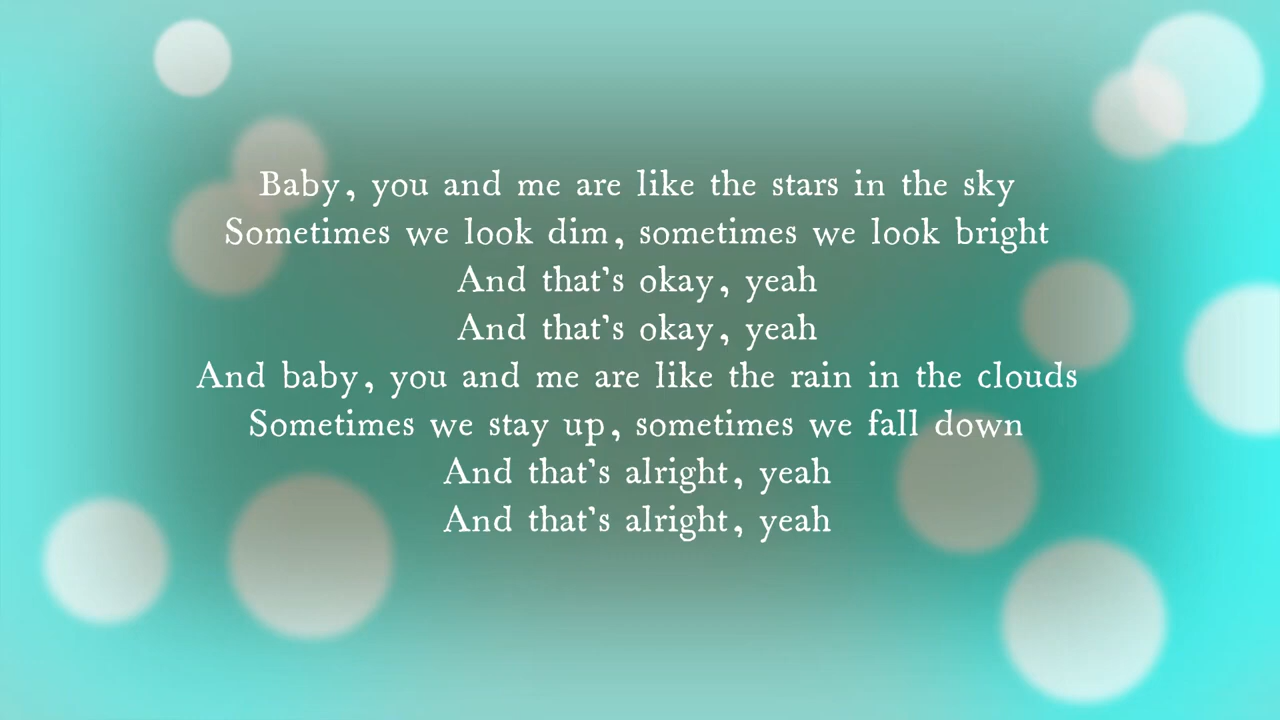 Baby, you and me are like the stars in the sky
Sometimes we look dim, sometimes we look bright
And that's okay, yeah
And that's okay, yeah
And baby, you and me are like the rain in the clouds
Sometimes we stay up, sometimes we fall down
And that's alright, yeah
And that's alright, yeah